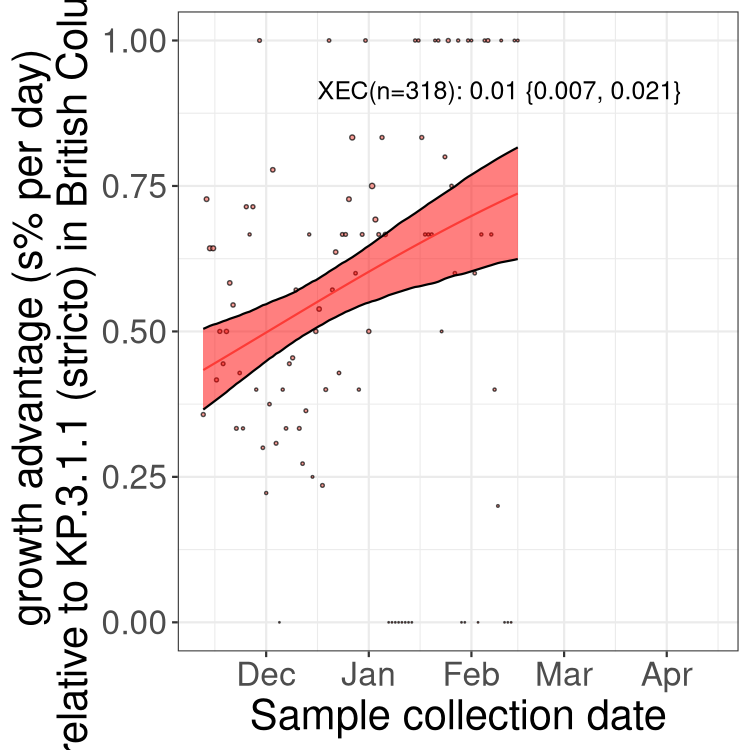 growth advantage (s% per day)
relative to KP.3.1.1 (stricto) in British Colu
1.00
0.75
0.50
0.25
0.00
XEC(n=318): 0.01 {0.007, 0.021}
Dec Jan Feb Mar Apr
Sample collection date